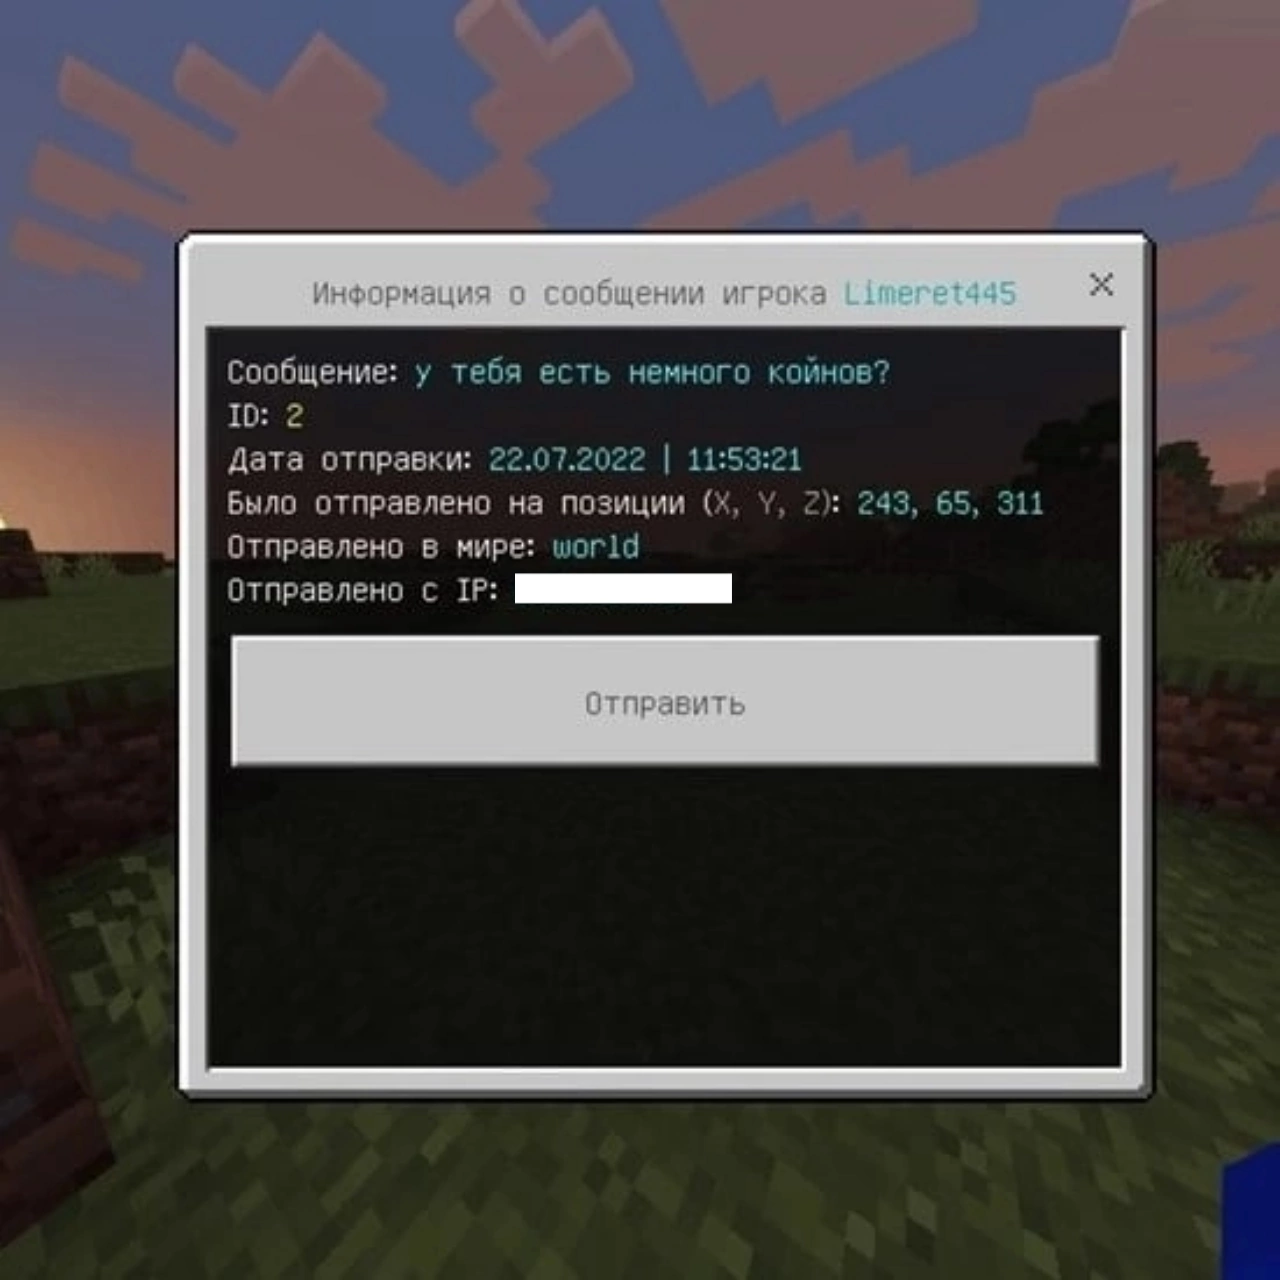 Информация о сообщении игрока Limeret445
Сообщение: у тебя есть немного койнов?
ID: 2
Дата отправки: 22.07.2022 | 11:53:21
Было отправлено на позиции (X, Y, Z): 243, 65, 311
Отправлено в мире: world
Отправлено с IP:
Отправить